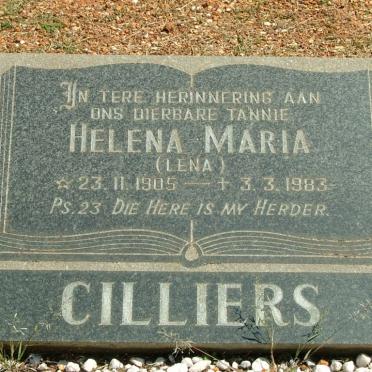 IN TERE HERINNERING AAN
ONS DIERBARE TANNIE
HELENA MARIA
(LENA)
☆ 23.11.1905 — + 3.3.1983
PS.23 DIE HERE IS MY HERDER.
CILLIERS